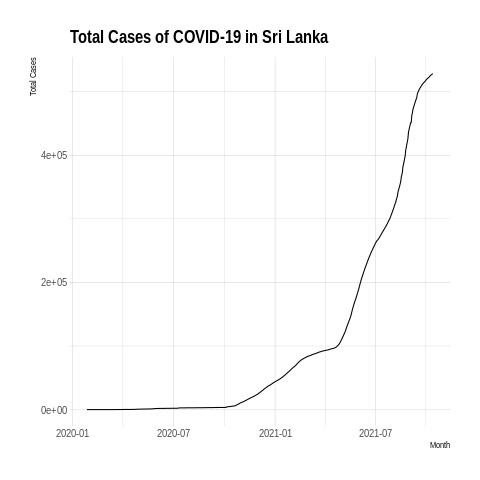 Total Cases of COVID-19 in Sri Lanka
Total Cases
4e+05
2e+05
0e+00
2020-01 2020-07 2021-01 2021-07
Month